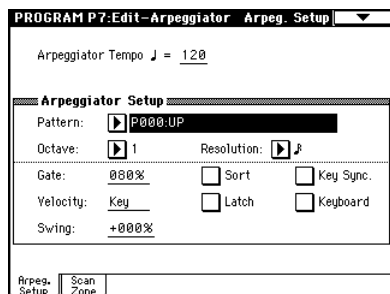 PROGRAM P7:Edit-Arpeggiator Arpeg. Setup
Arpeggiator Tempo ♩ = 120
Arpeggiator Setup
Pattern: P000:UP
Octave: 1 Resolution: ♪
Gate: 080% Sort Key Sync.
Velocity: Key Latch Keyboard
Swing: +000%
Arpeg. Setup Scan Zone